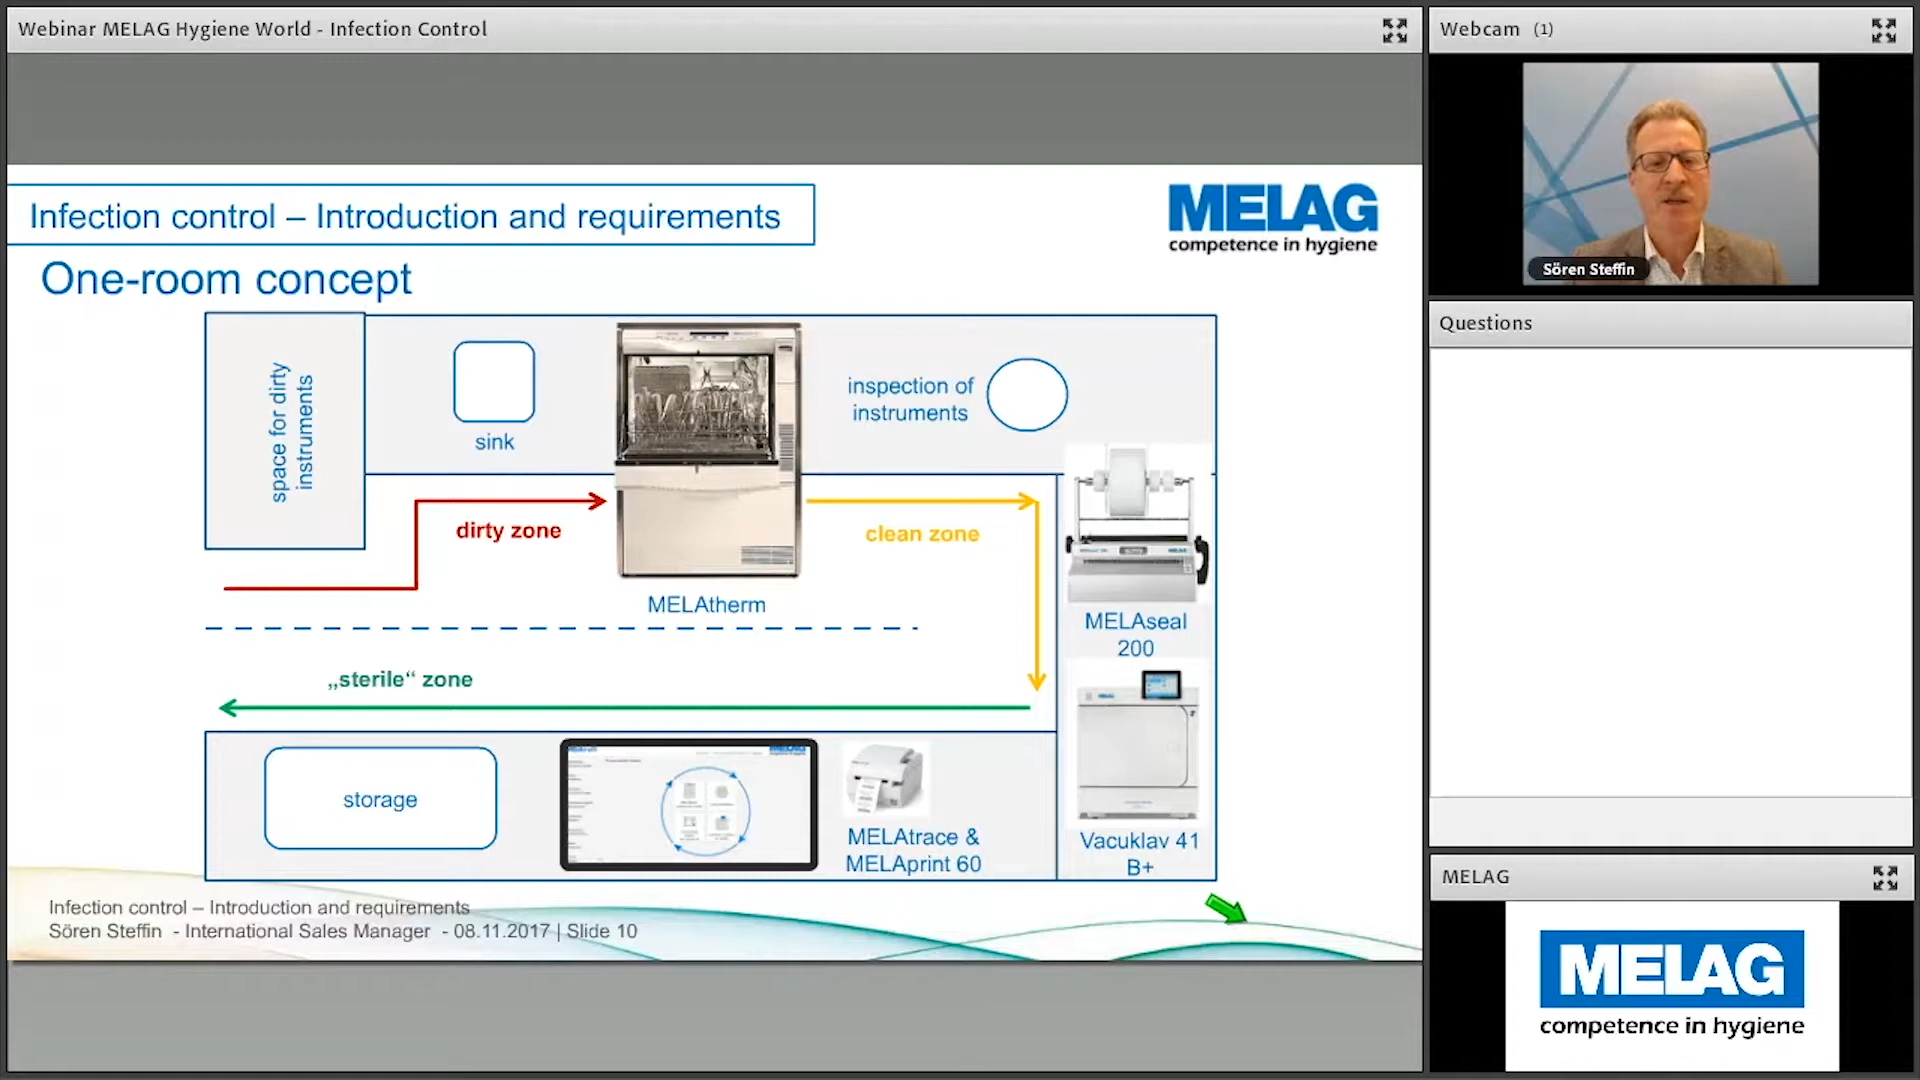 Webinar MELAG Hygiene World - Infection Control
Webcam (1)
Infection control – Introduction and requirements
MELAG
competence in hygiene
One-room concept
Sören Steffin
Questions
space for dirty
instruments
sink
inspection of
instruments
dirty zone
clean zone
MELAtherm
MELAseal
200
„sterile“ zone
storage
MELAG
MELAtrace &
MELAprint 60
Vacuklav 41
B+
Infection control – Introduction and requirements
Sören Steffin - International Sales Manager - 08.11.2017 | Slide 10
MELAG
MELAG
competence in hygiene